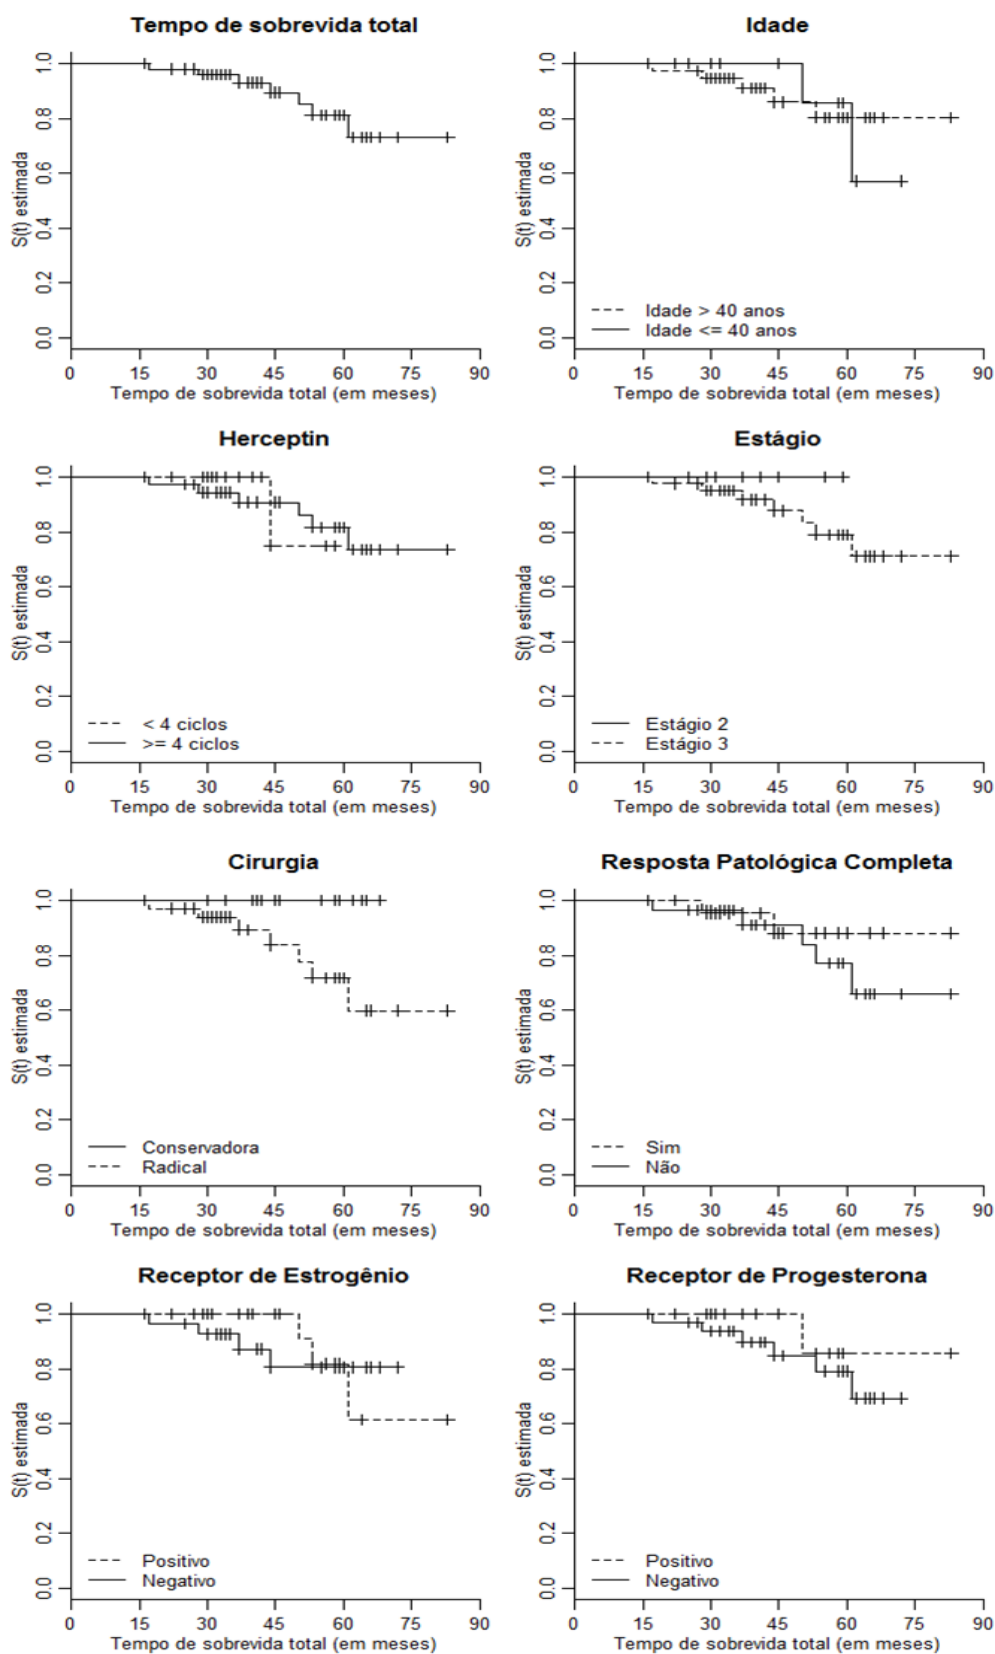 Tempo de sobrevida total
S(t) estimada
1.0
0.8
0.6
0.4
0.2
0.0
0 15 30 45 60 75 90
Tempo de sobrevida total (em meses)
Idade
S(t) estimada
1.0
0.8
0.6
0.4
0.2
0.0
Idade > 40 anos
Idade <= 40 anos
0 15 30 45 60 75 90
Tempo de sobrevida total (em meses)
Herceptin
S(t) estimada
1.0
0.8
0.6
0.4
0.2
0.0
< 4 ciclos
>= 4 ciclos
0 15 30 45 60 75 90
Tempo de sobrevida total (em meses)
Estágio
S(t) estimada
1.0
0.8
0.6
0.4
0.2
0.0
Estágio 2
Estágio 3
0 15 30 45 60 75 90
Tempo de sobrevida total (em meses)
Cirurgia
S(t) estimada
1.0
0.8
0.6
0.4
0.2
0.0
Conservadora
Radical
0 15 30 45 60 75 90
Tempo de sobrevida total (em meses)
Resposta Patológica Completa
S(t) estimada
1.0
0.8
0.6
0.4
0.2
0.0
Sim
Não
0 15 30 45 60 75 90
Tempo de sobrevida total (em meses)
Receptor de Estrogênio
S(t) estimada
1.0
0.8
0.6
0.4
0.2
0.0
Positivo
Negativo
0 15 30 45 60 75 90
Tempo de sobrevida total (em meses)
Receptor de Progesterona
S(t) estimada
1.0
0.8
0.6
0.4
0.2
0.0
Positivo
Negativo
0 15 30 45 60 75 90
Tempo de sobrevida total (em meses)